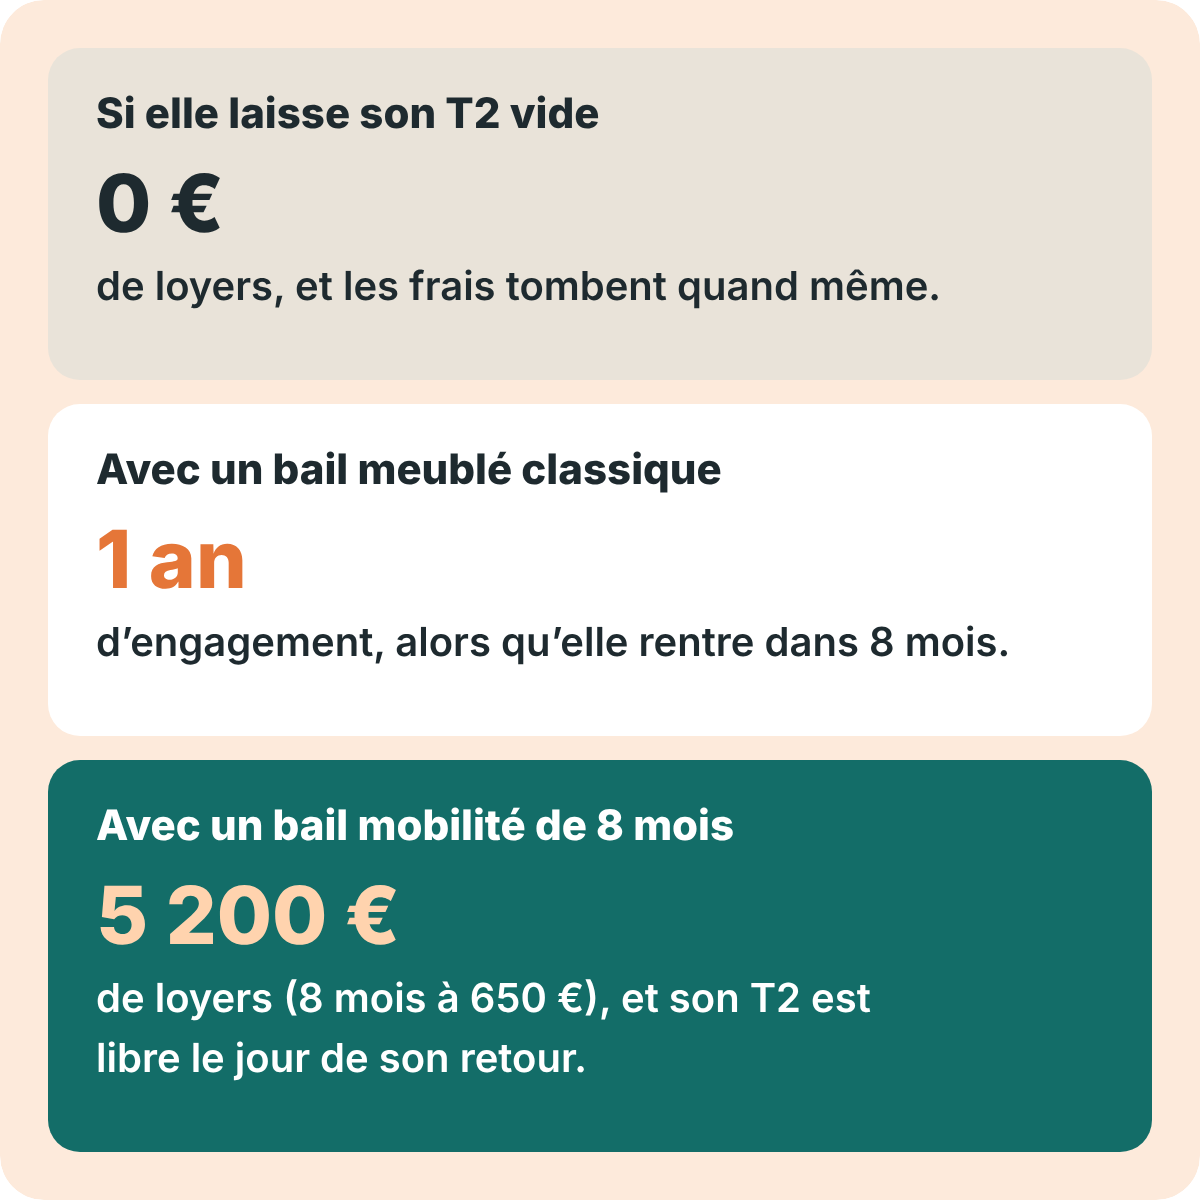 Si elle laisse son T2 vide
0 €
de loyers, et les frais tombent quand même.
Avec un bail meublé classique
1 an
d’engagement, alors qu’elle rentre dans 8 mois.
Avec un bail mobilité de 8 mois
5 200 €
de loyers (8 mois à 650 €), et son T2 est
libre le jour de son retour.